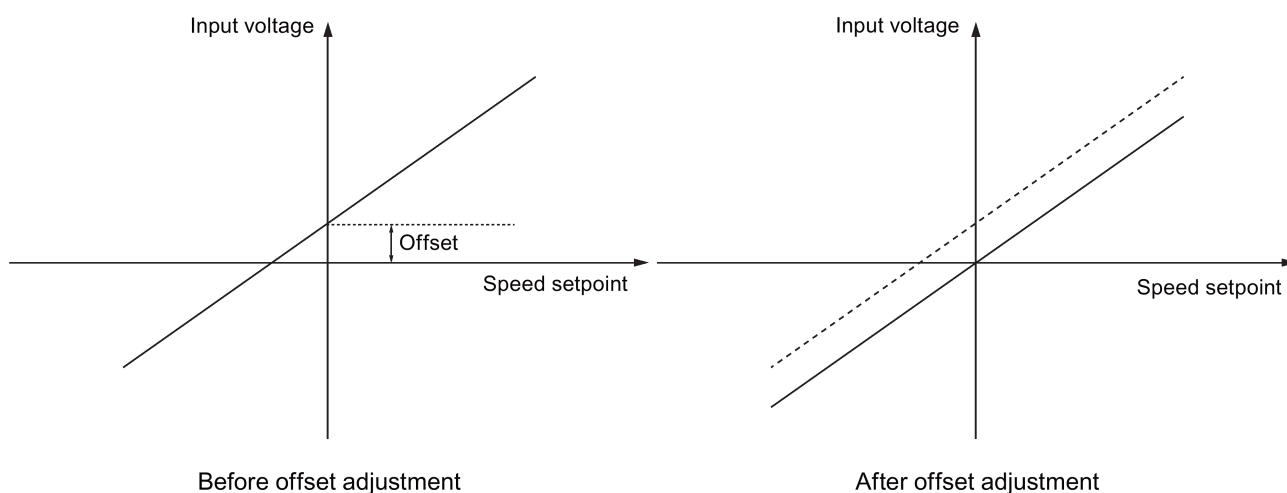 Input voltage
Offset
Speed setpoint
Before offset adjustment
Input voltage
Speed setpoint
After offset adjustment